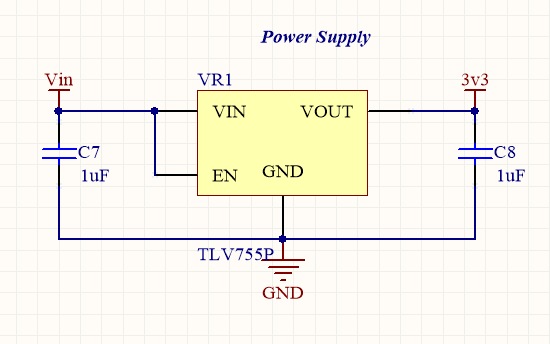 Power Supply
Vin
VR1
3v3
VIN
VOUT
C7
1uF
EN
GND
C8
1uF
TLV755P
GND